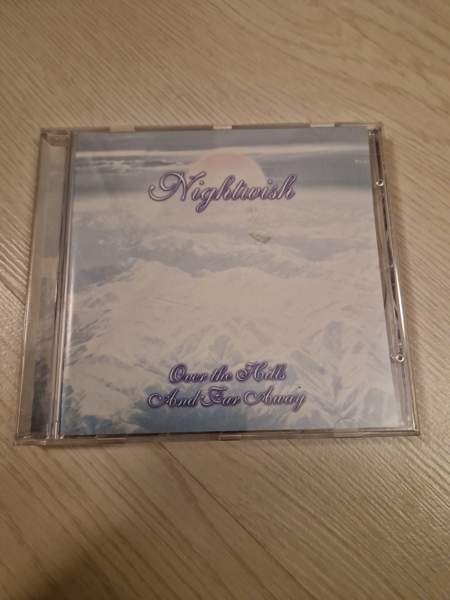 Nightwish
Over the Hills
And Far Away